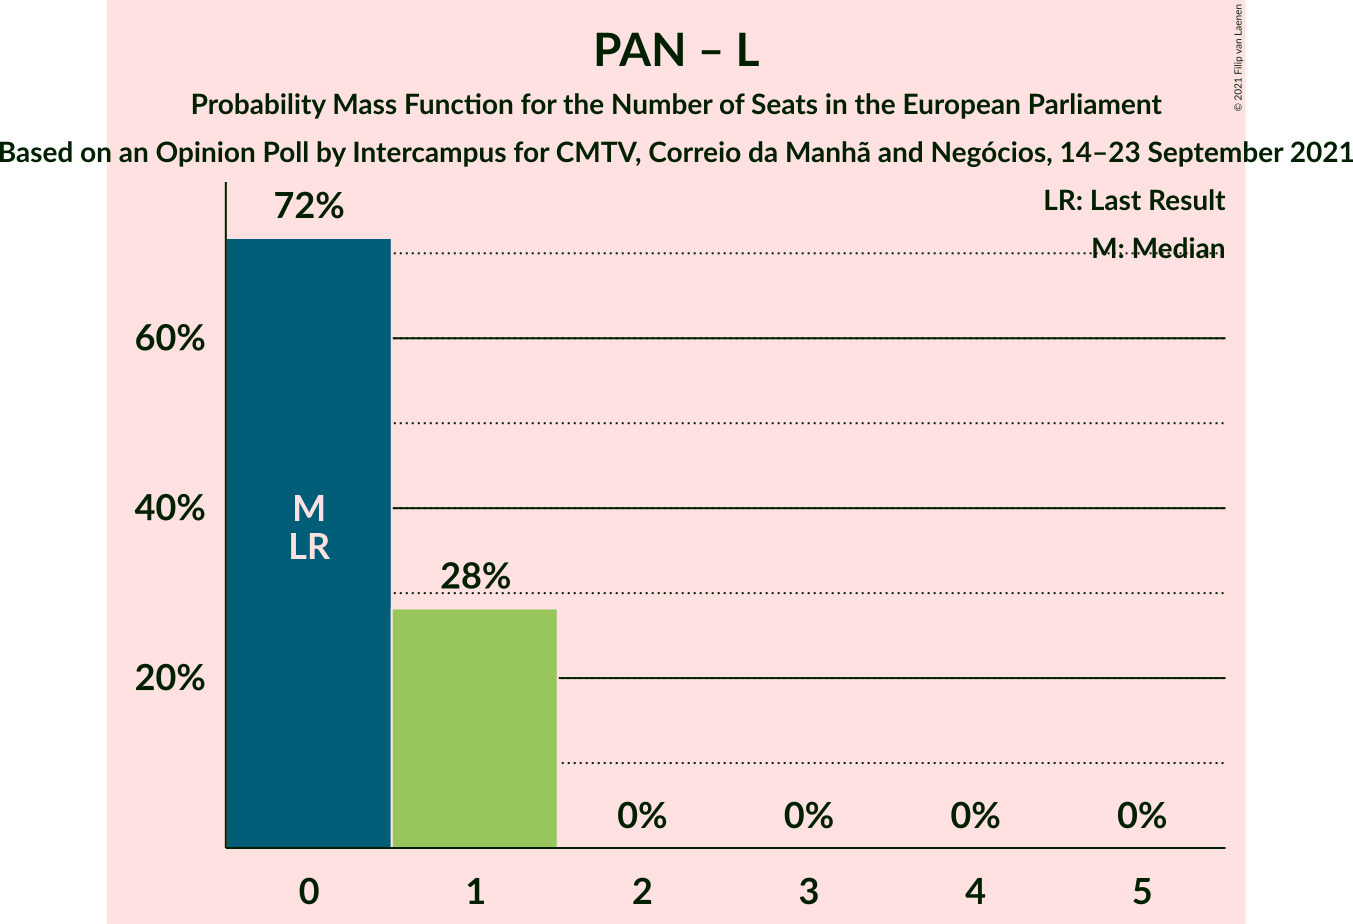 PAN – L
Probability Mass Function for the Number of Seats in the European Parliament
Based on an Opinion Poll by Intercampus for CMTV, Correio da Manhã and Negócios, 14–23 September 2021
© 2021 Filip van Laenen
LR: Last Result
M: Median
72%
60%
40%
20%
M
LR
28%
0% 0% 0% 0%
0 1 2 3 4 5